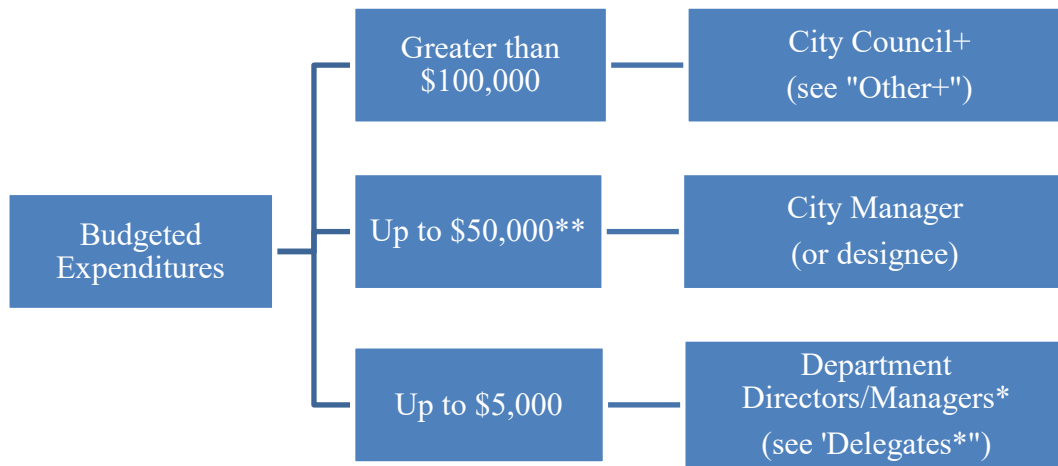 Greater than
$100,000
City Council+
(see "Other+")
Budgeted
Expenditures
Up to $50,000**
City Manager
(or designee)
Up to $5,000
Department
Directors/Managers*
(see 'Delegates*")